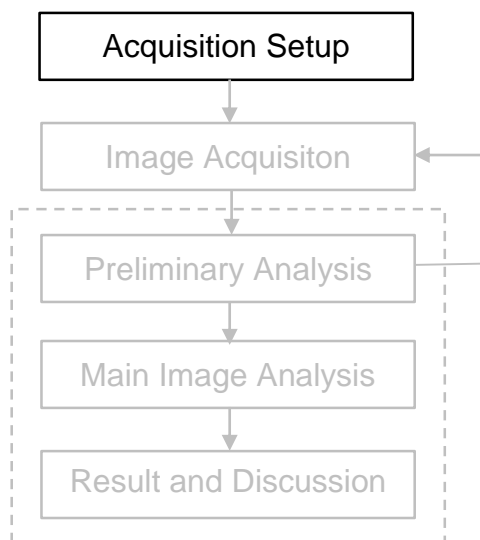 Acquisition Setup
Image Acquisiton
Preliminary Analysis
Main Image Analysis
Result and Discussion